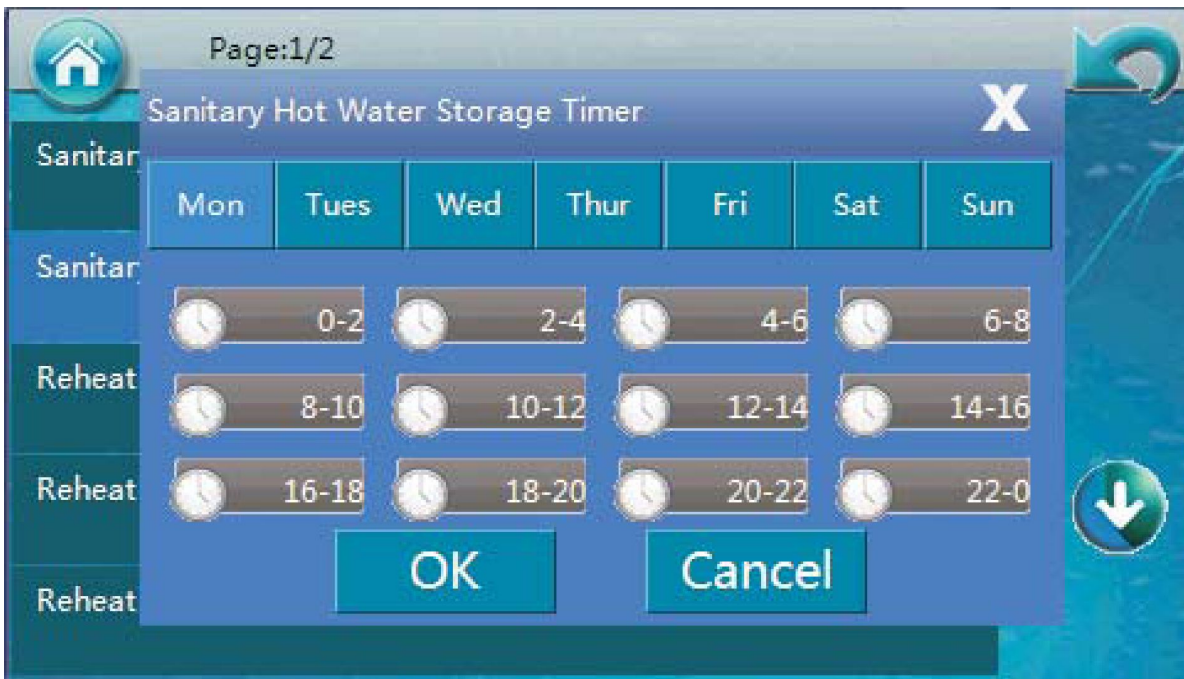 Page:1/2
Sanitary Hot Water Storage Timer
X
Sanitar
Mon Tues Wed Thur Fri Sat Sun
Sanitar
0-2 2-4 4-6 6-8
Reheat
8-10 10-12 12-14 14-16
Reheat
16-18 18-20 20-22 22-0
OK Cancel
Reheat